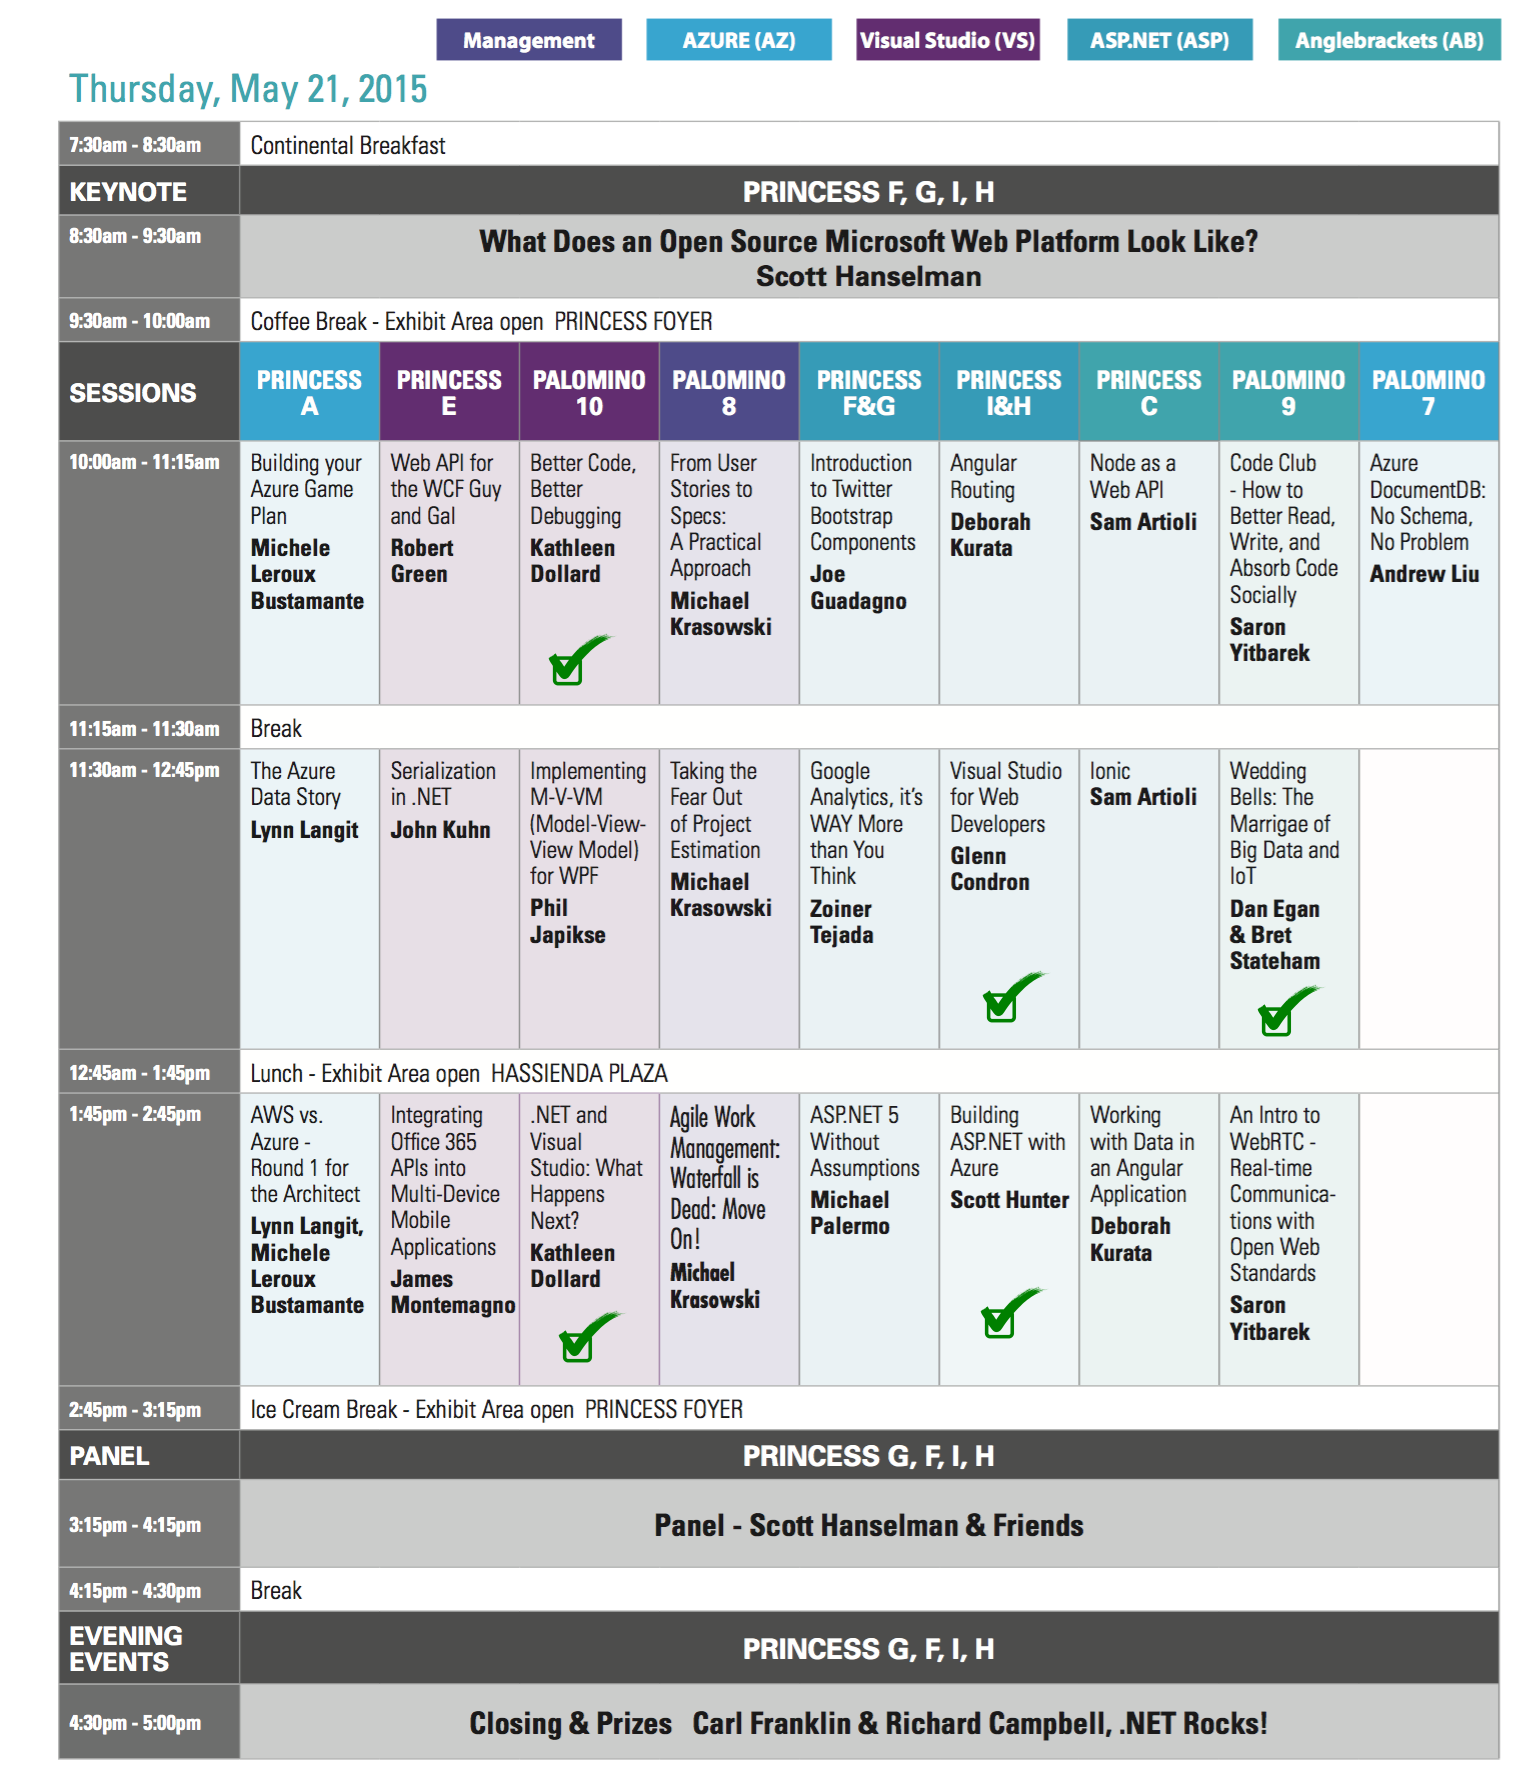 Management
AZURE (AZ)
Visual Studio (VS)
ASP.NET (ASP)
Anglebrackets (AB)
Thursday, May 21, 2015
7:30am - 8:30am
Continental Breakfast
KEYNOTE
PRINCESS F, G, I, H
8:30am - 9:30am
What Does an Open Source Microsoft Web Platform Look Like?
Scott Hanselman
9:30am - 10:00am
Coffee Break - Exhibit Area open PRINCESS FOYER
SESSIONS
PRINCESS
A
PRINCESS
E
PALOMINO
10
PALOMINO
8
PRINCESS
F&G
PRINCESS
I&H
PRINCESS
C
PALOMINO
9
PALOMINO
7
10:00am - 11:15am
Building your
Azure Game
Plan
Michele
Leroux
Bustamante
Web API for
the WCF Guy
and Gal
Robert
Green
Better Code,
Better
Debugging
Kathleen
Dollard
From User
Stories to
Specs:
A Practical
Approach
Michael
Krasowski
Introduction
to Twitter
Bootstrap
Components
Joe
Guadagno
Angular
Routing
Deborah
Kurata
Node as a
Web API
Sam Artioli
Code Club
- How to
Better Read,
Write, and
Absorb Code
Socially
Saron
Yitbarek
Azure
DocumentDB:
No Schema,
No Problem
Andrew Liu
11:15am - 11:30am
Break
11:30am - 12:45pm
The Azure
Data Story
Lynn Langit
Serialization
in .NET
John Kuhn
Implementing
M-V-VM
(Model-View-
View Model)
for WPF
Phil
Japikse
Taking the
Fear Out
of Project
Estimation
Michael
Krasowski
Google
Analytics, it's
WAY More
than You
Think
Zoiner
Tejada
Visual Studio
for Web
Developers
Glenn
Condron
Ionic
Sam Artioli
Wedding
Bells: The
Marrigae of
Big Data and
IoT
Dan Egan
& Bret
Stateham
12:45am - 1:45pm
Lunch - Exhibit Area open HASSIENDA PLAZA
1:45pm - 2:45pm
AWS vs.
Azure -
Round 1 for
the Architect
Lynn Langit,
Michele
Leroux
Bustamante
Integrating
Office 365
APIs into
Multi-Device
Mobile
Applications
James
Montemagno
.NET and
Visual
Studio: What
Happens
Next?
Kathleen
Dollard
Agile Work
Management:
Waterfall is
Dead: Move
On!
Michael
Krasowski
ASP.NET 5
Without
Assumptions
Michael
Palermo
Building
ASP.NET with
Azure
Scott Hunter
Working
with Data in
an Angular
Application
Deborah
Kurata
An Intro to
WebRTC -
Real-time
Communica-
tions with
Open Web
Standards
Saron
Yitbarek
2:45pm - 3:15pm
Ice Cream Break - Exhibit Area open PRINCESS FOYER
PANEL
PRINCESS G, F, I, H
3:15pm - 4:15pm
Panel - Scott Hanselman & Friends
4:15pm - 4:30pm
Break
EVENING
EVENTS
PRINCESS G, F, I, H
4:30pm - 5:00pm
Closing & Prizes Carl Franklin & Richard Campbell, .NET Rocks!